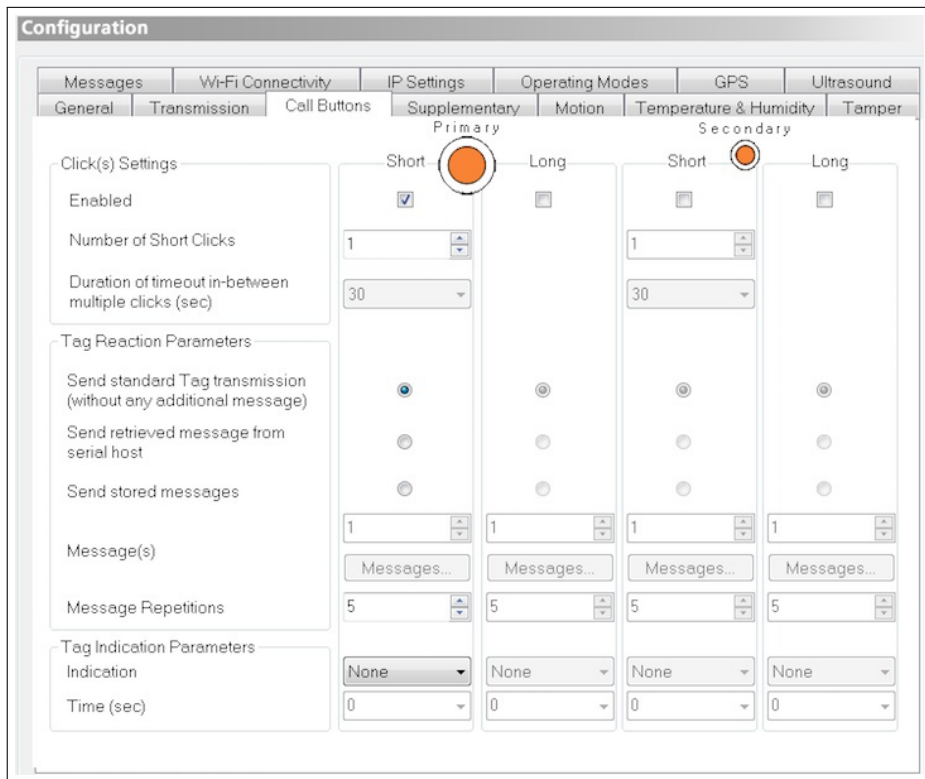 Configuration
Messages Wi-Fi Connectivity IP Settings Operating Modes GPS Ultrasound
General Transmission Call Buttons Supplementary Motion Temperature & Humidity Tamper
Primary Secondary
Click(s) Settings Short Long Short Long
Enabled
Number of Short Clicks 1 1
Duration of timeout in-between
multiple clicks (sec) 30 30
Tag Reaction Parameters
Send standard Tag transmission
(without any additional message)
Send retrieved message from
serial host
Send stored messages
Message(s) 1 1 1 1
Messages... Messages... Messages... Messages...
Message Repetitions 5 5 5 5
Tag Indication Parameters
Indication None None None None
Time (sec) 0 0 0 0